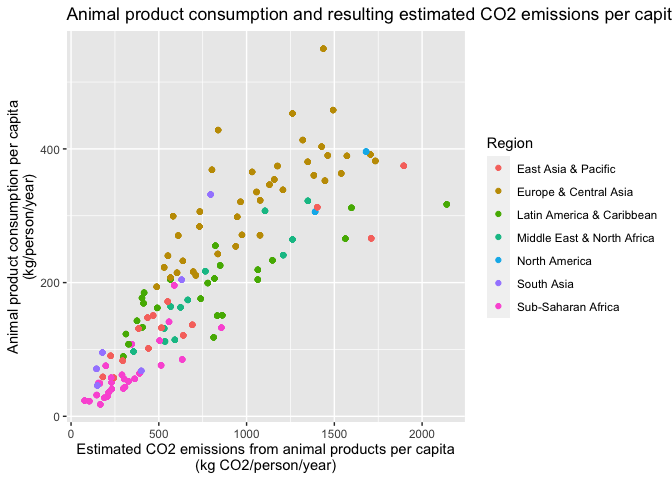 Animal product consumption and resulting estimated CO2 emissions per capit
Animal product consumption per capita
(kg/person/year)
400
200
0
0 500 1000 1500 2000
Estimated CO2 emissions from animal products per capita
(kg CO2/person/year)
Region
East Asia & Pacific
Europe & Central Asia
Latin America & Caribbean
Middle East & North Africa
North America
South Asia
Sub-Saharan Africa